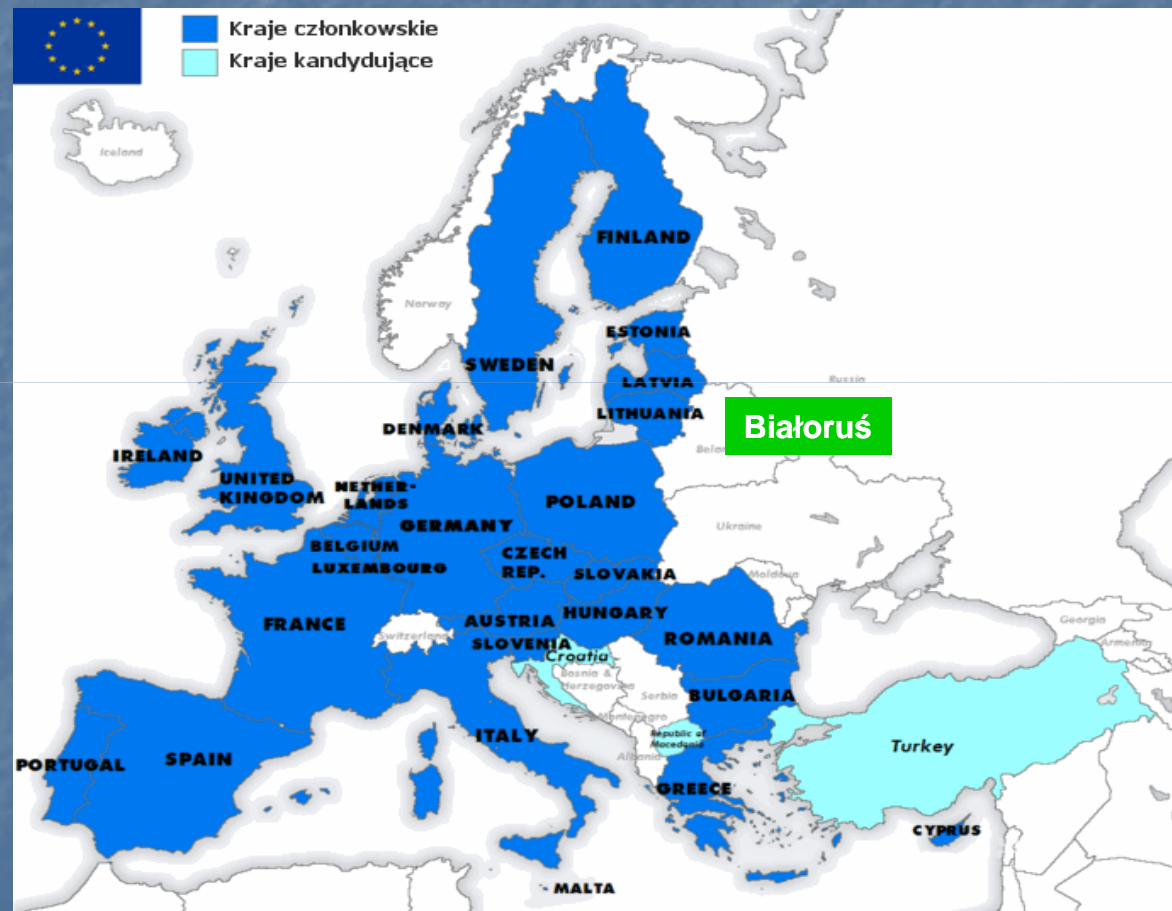 Kraje członkowskie
Kraje kandydujące
Iceland
FINLAND
Norway
ESTONIA
SWEDEN
LATVIA
Russia
LITHUANIA
Białoruś
DENMARK
IRELAND
UNITED
KINGDOM
NETHER-
LANDS
POLAND
GERMANY
Ukraine
BELGIUM
CZECH
REP.
LUXEMBOURG
SLOVAKIA
Moldova
HUNGARY
AUSTRIA
FRANCE
Switzerland
SLOVENIA
ROMANIA
Georgia
Armenia
Croatia
Bosnia &
Herzegovina
Serbia
BULGARIA
Montenegro
ITALY
Republic of
Macedonia
Albania
Turkey
PORTUGAL
SPAIN
GREECE
CYPRUS
MALTA